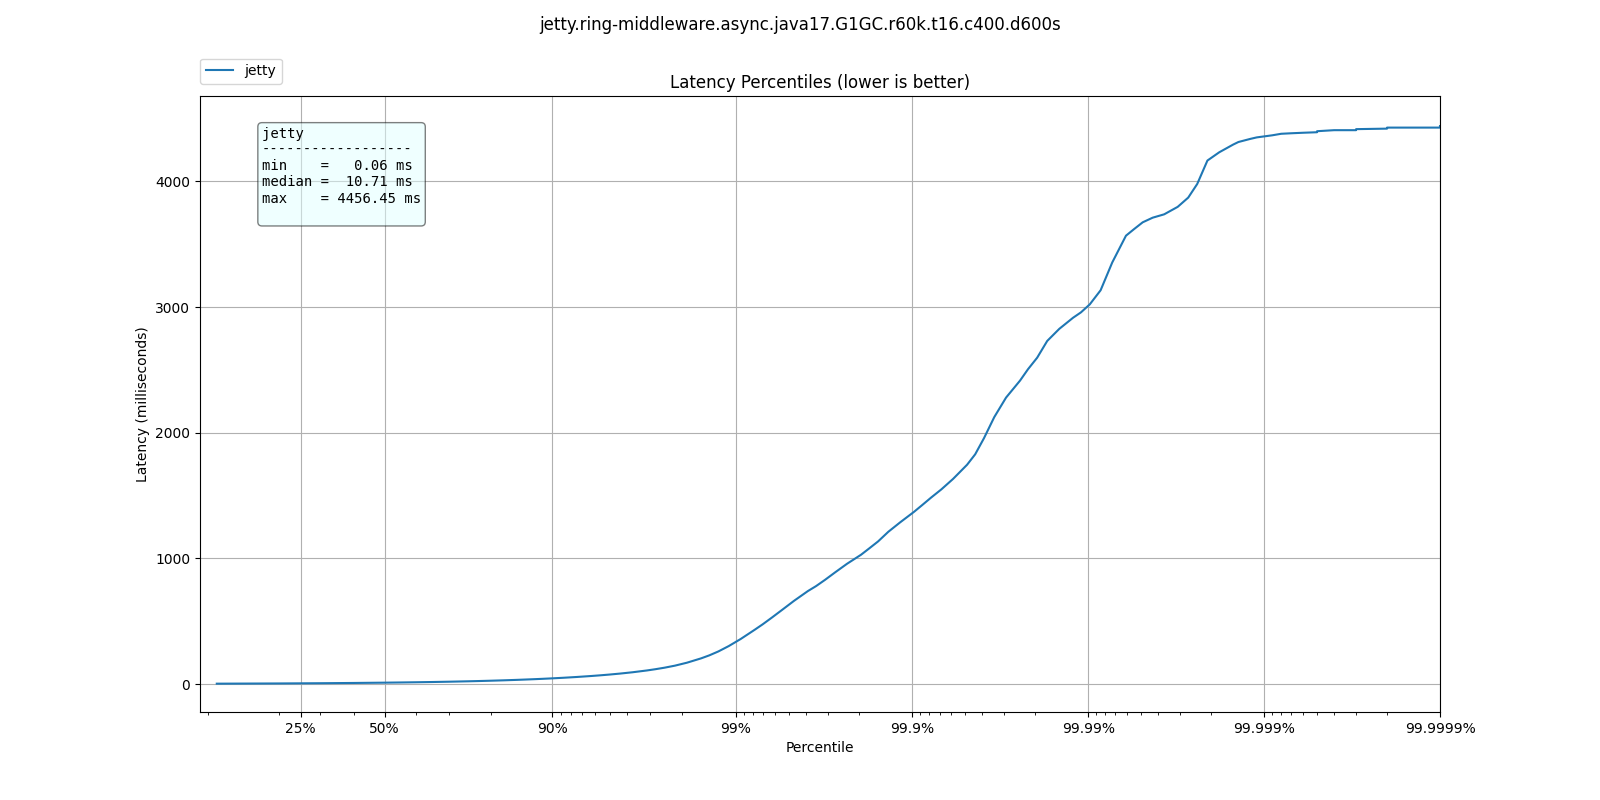 jetty.ring-middleware.async.java17.G1GC.r60k.t16.c400.d600s
jetty
Latency Percentiles (lower is better)
jetty
------------------
min    =   0.06 ms
median =  10.71 ms
max    = 4456.45 ms
4000
3000
2000
1000
0
Latency (milliseconds)
25% 50% 90% 99% 99.9% 99.99% 99.999% 99.9999%
Percentile